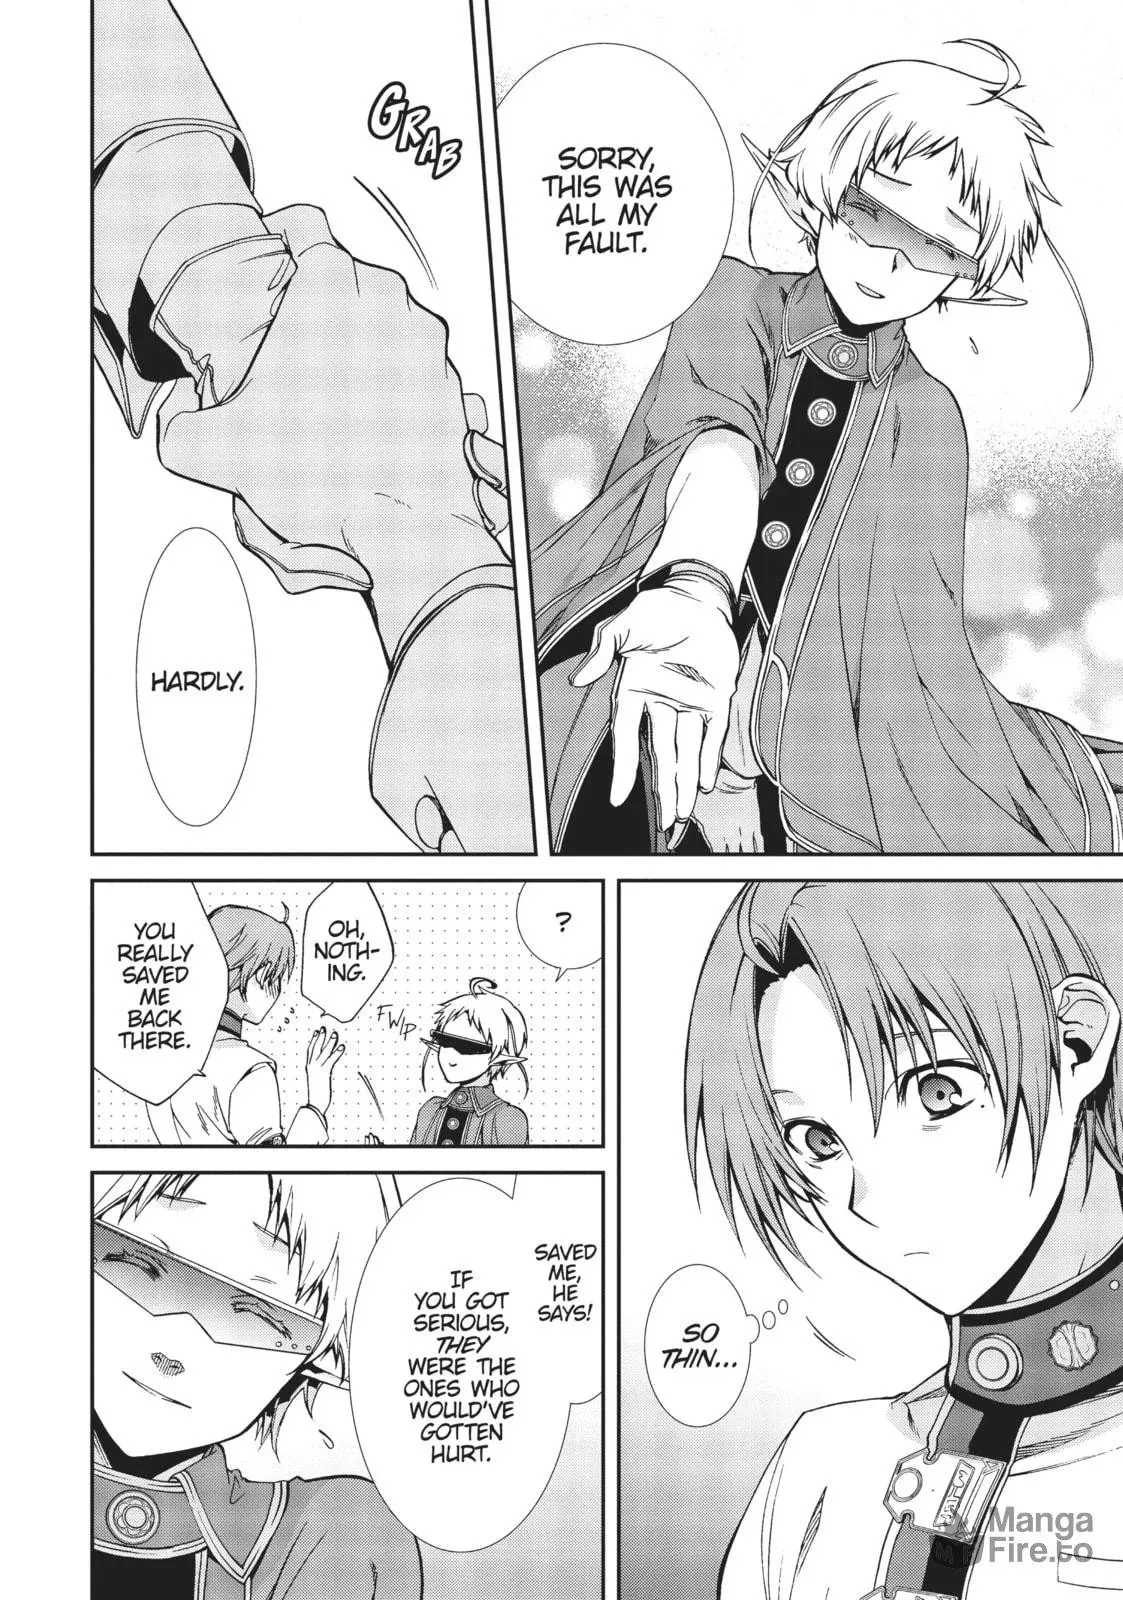 SORRY,
THIS WAS
ALL MY
FAULT.
GRAB
HARDLY.
SO
THIN...
?
OH,
NOTH-
ING.
FWIP
YOU
REALLY
SAVED
ME
BACK
THERE.
SAVED
ME,
HE
SAYS!
IF
YOU GOT
SERIOUS,
THEY
WERE THE
ONES WHO
WOULD'VE
GOTTEN
HURT.
Manga
Fire.to